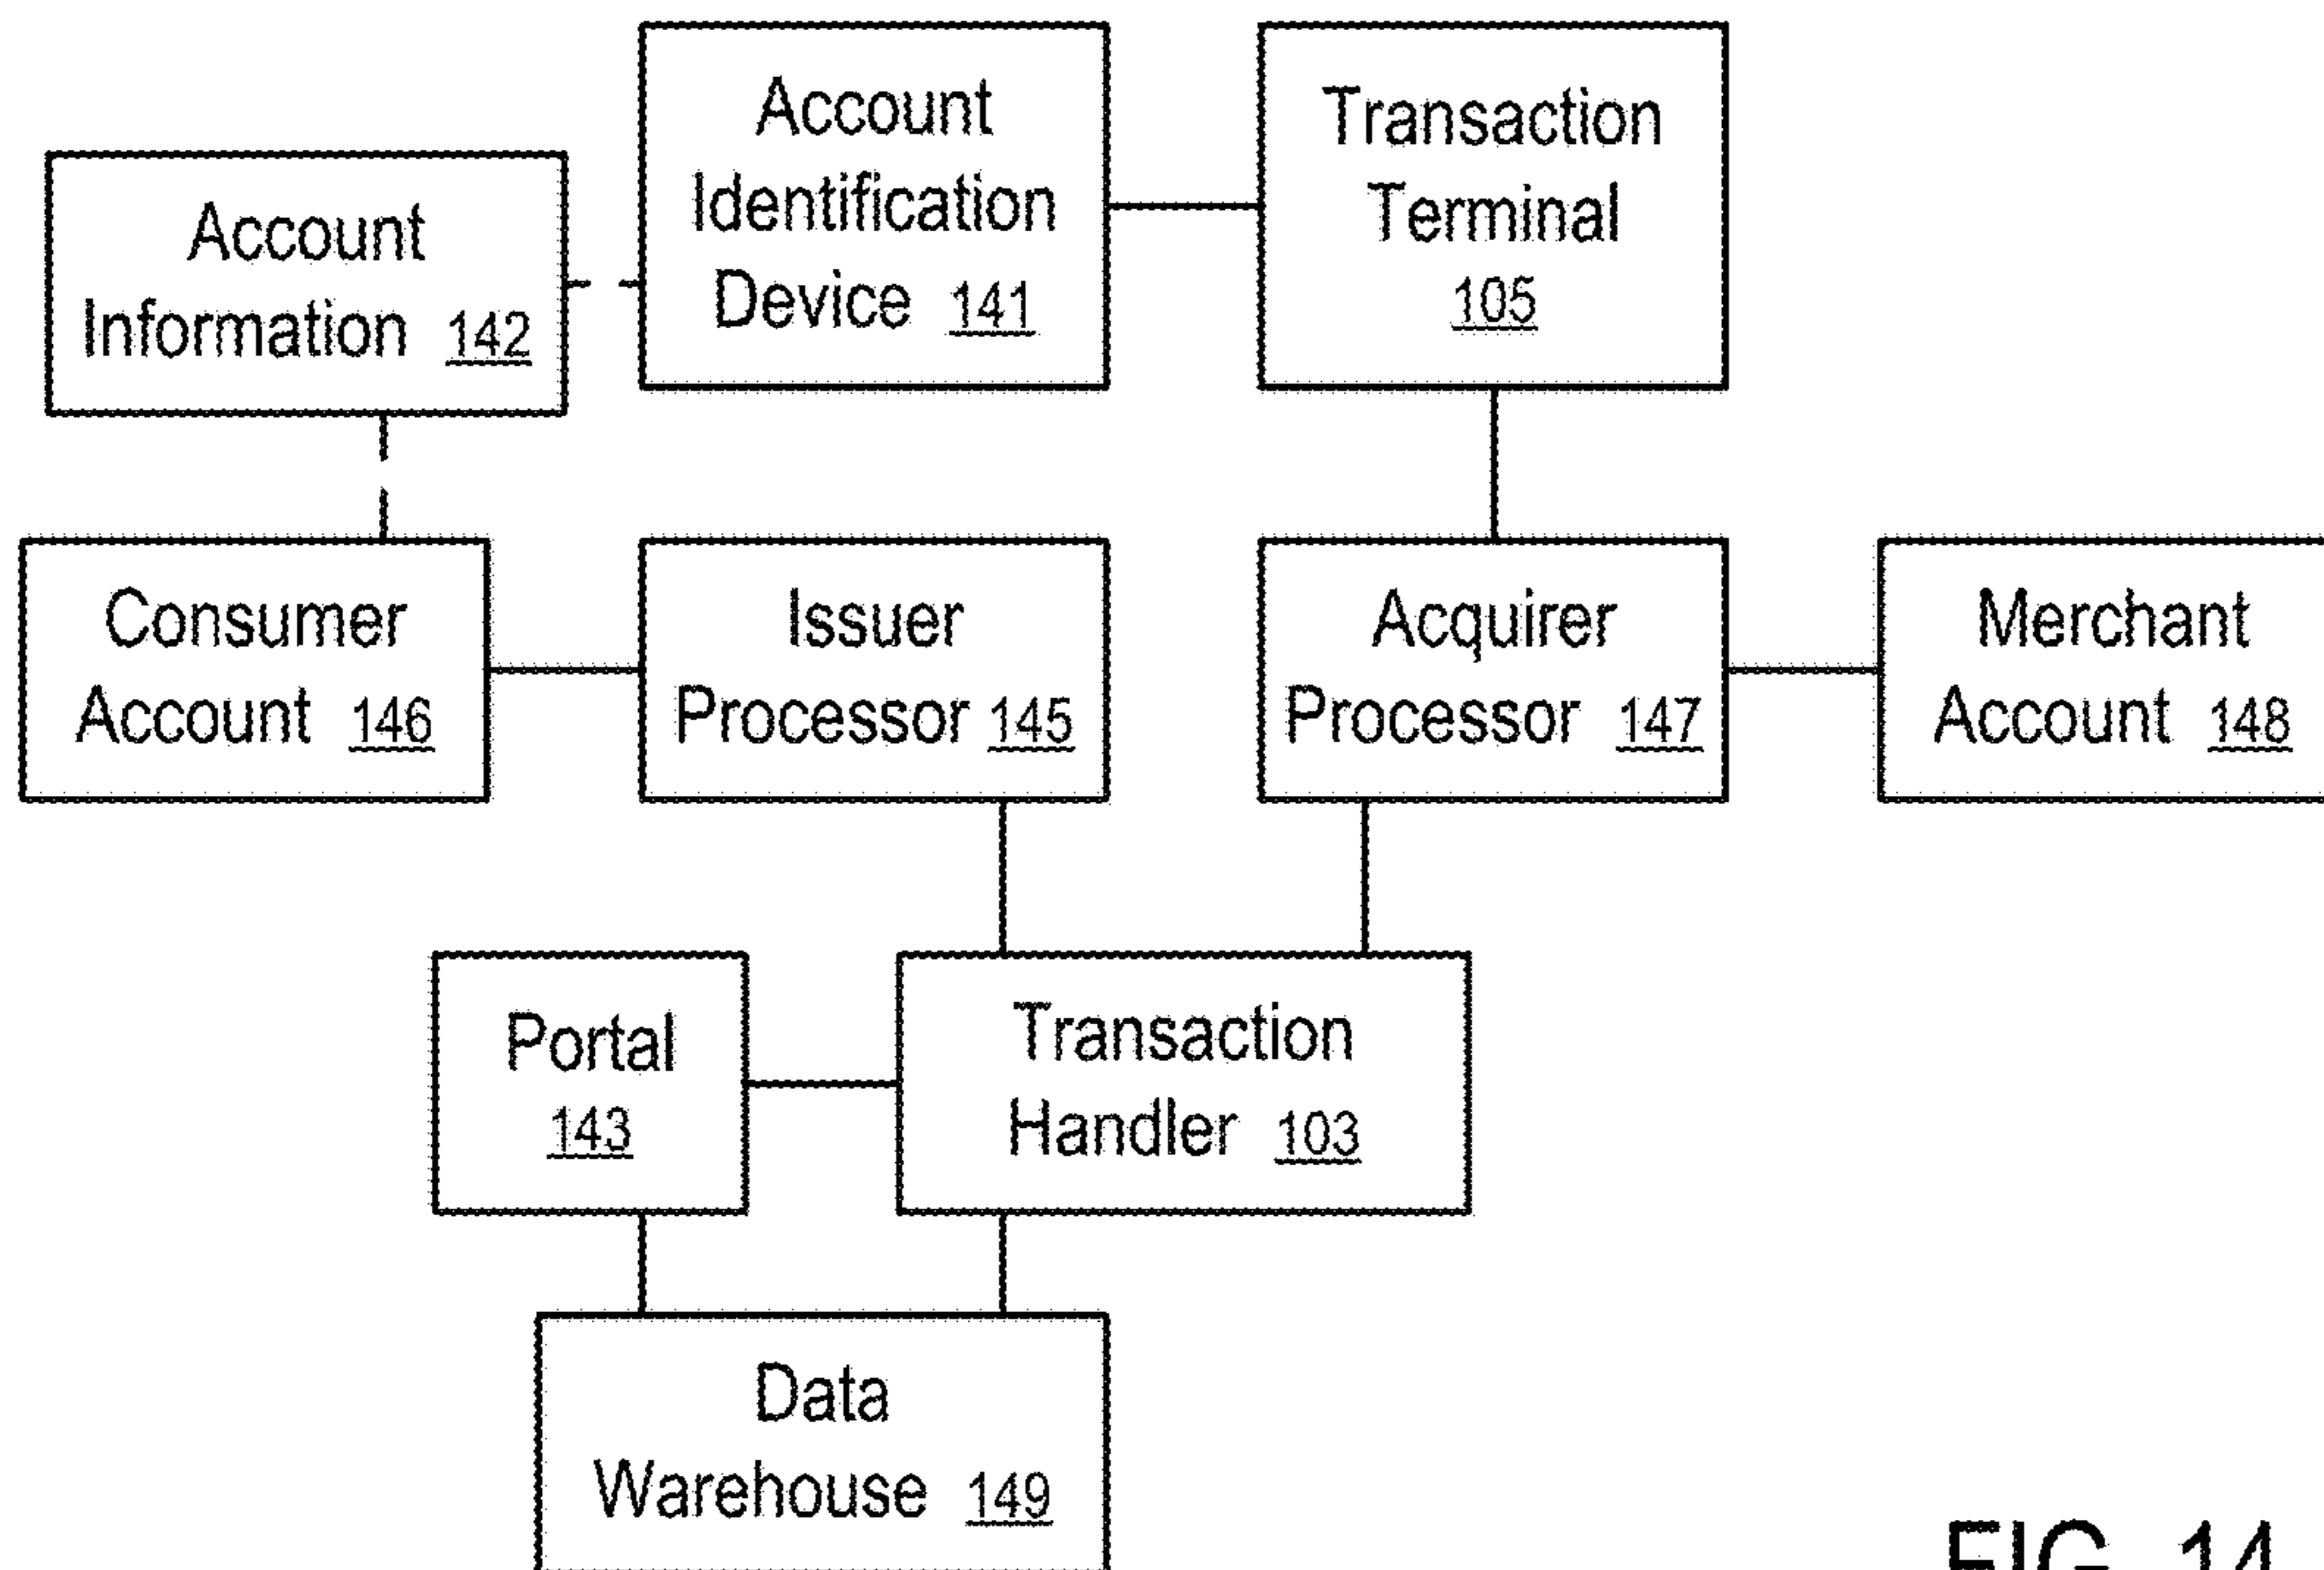 Account
Identification
Device 141
Transaction
Terminal
105
Account
Information 142
Consumer
Account 146
Issuer
Processor 145
Acquirer
Processor 147
Merchant
Account 148
Portal
143
Transaction
Handler 103
Data
Warehouse 149
FIG. 14